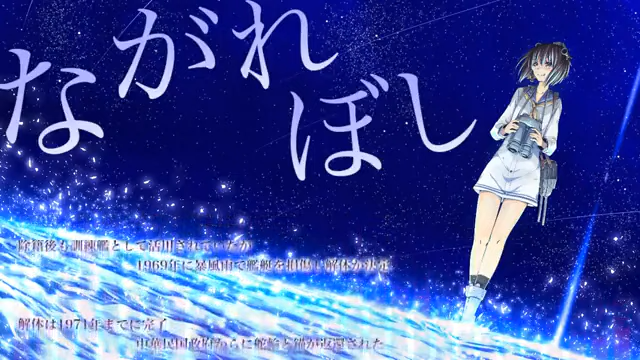 ながれ
ぼし
除籍後も訓練艦として活用されていたが
1969年に暴風雨で艦艇を損傷し解体が決定
解体は1971年までに完了
中華民国政府からに舵輪と錨が返還された